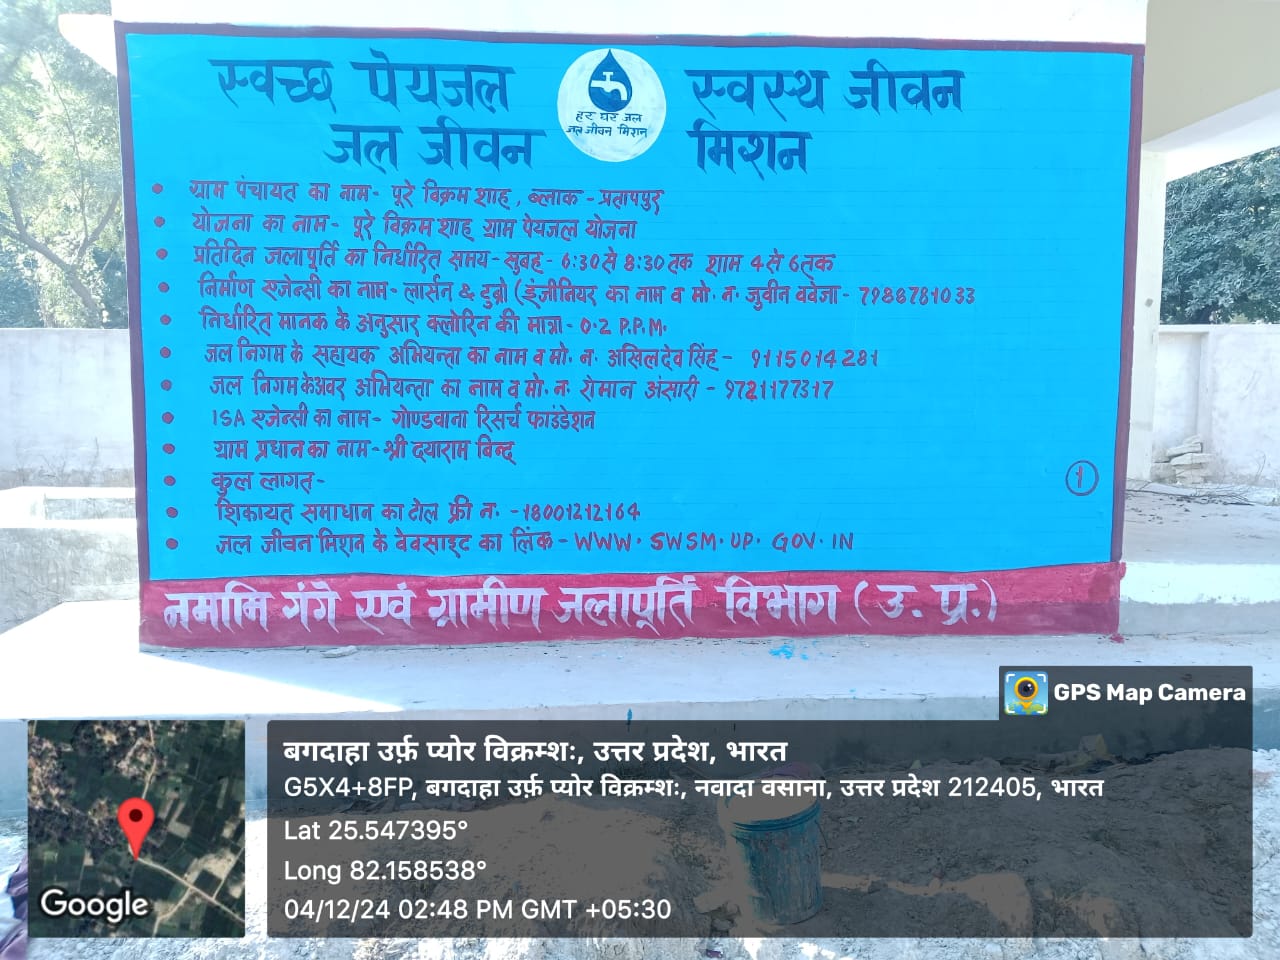 स्वच्छ पेयजल स्वस्थ जीवन
हर घर जल
जल जीवन मिशन
जल जीवन मिशन
• ग्राम पंचायत का नाम- पूरे विक्रम शाह, ब्लाक - प्रतापपुर
• योजना का नाम- पूरे विक्रम शाह ग्राम पेयजल योजना
• प्रतिदिन जलापूर्ति का निर्धारित समय- सुबह- 6:30 से 8:30 तक शाम 4 से 6 तक
• निर्माण एजेन्सी का नाम- लार्सन & टुब्रो (इंजीनियर का नाम व मो. न. जुवीन ववेजा- 7986781033
• निर्धारित मानक के अनुसार क्लोरिन की मात्रा- 0.2 P.P.M.
• जल निगम के सहायक अभियन्ता का नाम व मो. न. अखिलदेव सिंह- 9115014281
• जल निगम के अवर अभियन्ता का नाम व मो. न. रोमान अंसारी - 9721177317
• ISA एजेन्सी का नाम- गोण्डवाना रिसर्च फाउंडेशन
• ग्राम प्रधान का नाम- श्री दयाराम बिन्द
• कुल लागत-
• शिकायत समाधान का टोल फ्री न. -18001212164
• जल जीवन मिशन के वेबसाइट का लिंक- WWW.SWSM.UP.GOV.IN
1
नमामि गंगे एवं ग्रामीण जलापूर्ति विभाग (उ. प्र.)
GPS Map Camera
बगदाहा उर्फ़ प्योर विक्रम्शः, उत्तर प्रदेश, भारत
G5X4+8FP, बगदाहा उर्फ़ प्योर विक्रम्शः, नवादा वसाना, उत्तर प्रदेश 212405, भारत
Lat 25.547395°
Long 82.158538°
04/12/24 02:48 PM GMT +05:30
Google